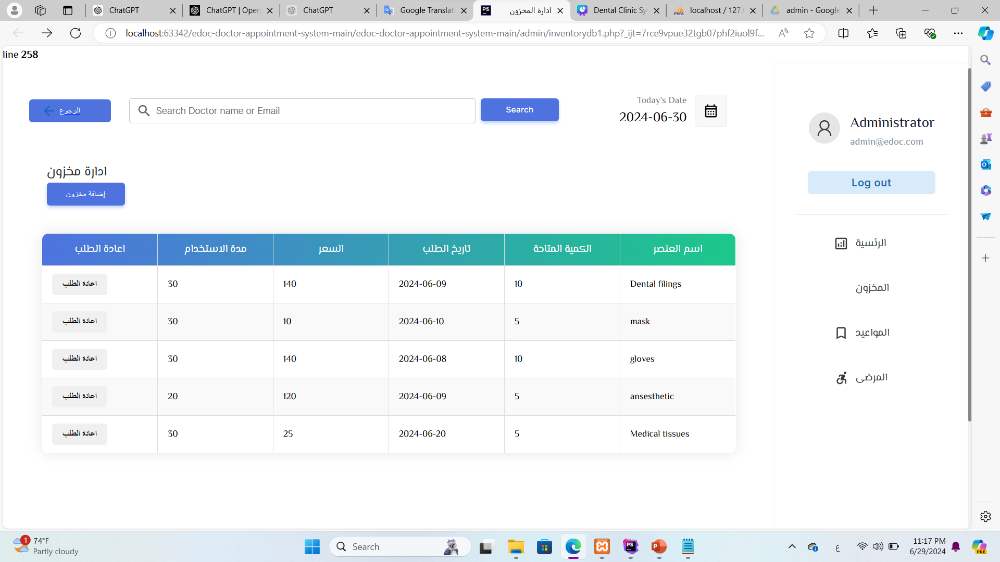 ChatGPT
ChatGPT | Open
ChatGPT
Google Translat
ادارة المخزون
Dental Clinic Sy
localhost / 127.
admin - Google
localhost:63342/edoc-doctor-appointment-system-main/edoc-doctor-appointment-system-main/admin/inventorydb1.php?_ijt=7rce9vpue32tgb07phf2iuol9f...
line 258
الرجوع
Search Doctor name or Email
Search
Today's Date
2024-06-30
Administrator
admin@edoc.com
Log out
ادارة مخزون
إضافة مخزون
الرئسية
المخزون
المواعيد
المرضى
اسم العنصر	الكمية المتاحة	تاريخ الطلب	السعر	مدة الاستخدام	اعادة الطلب
Dental filings	10	2024-06-09	140	30	اعادة الطلب
mask	5	2024-06-10	10	30	اعادة الطلب
gloves	10	2024-06-08	140	30	اعادة الطلب
ansesthetic	5	2024-06-09	120	20	اعادة الطلب
Medical tissues	5	2024-06-20	25	30	اعادة الطلب
1
74°F
Partly cloudy
Search
ع
11:17 PM
6/29/2024
PRE